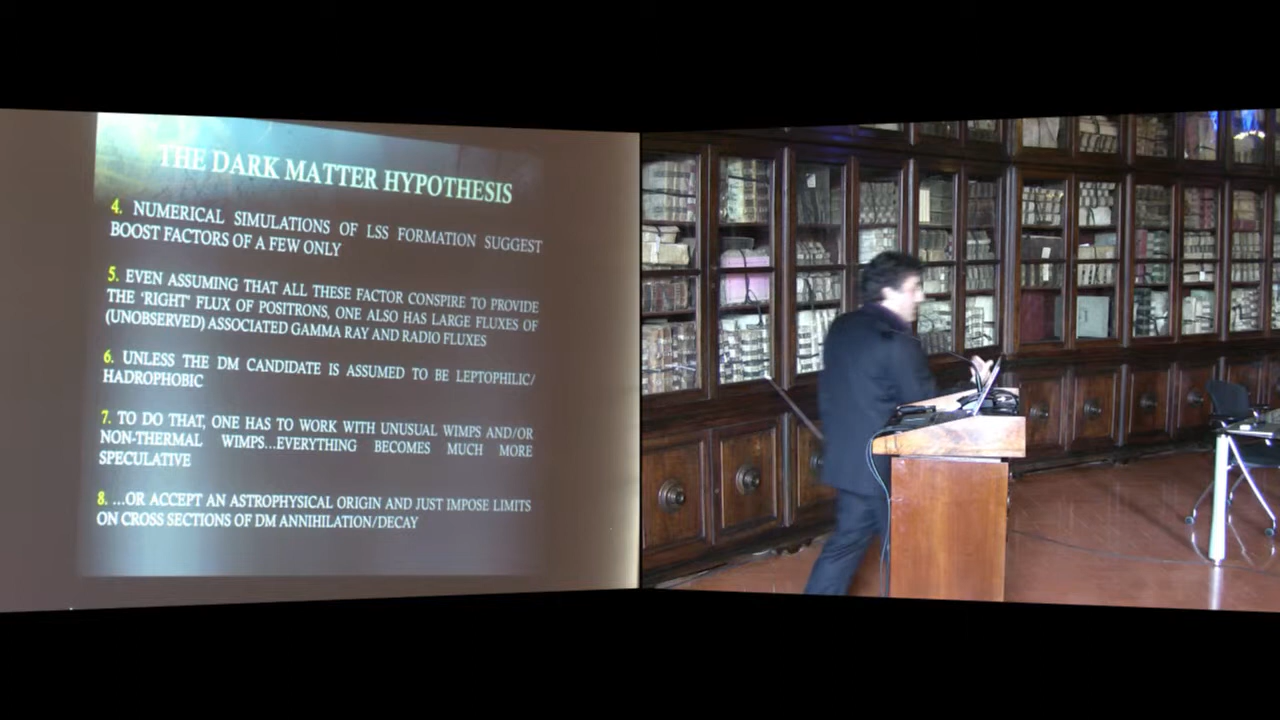 THE DARK MATTER HYPOTHESIS
4. NUMERICAL SIMULATIONS OF LSS FORMATION SUGGEST
BOOST FACTORS OF A FEW ONLY
5. EVEN ASSUMING THAT ALL THESE FACTOR CONSPIRE TO PROVIDE
THE 'RIGHT' FLUX OF POSITRONS, ONE ALSO HAS LARGE FLUXES OF
(UNOBSERVED) ASSOCIATED GAMMA RAY AND RADIO FLUXES
6. UNLESS THE DM CANDIDATE IS ASSUMED TO BE LEPTOPHILIC/
HADROPHOBIC
7. TO DO THAT, ONE HAS TO WORK WITH UNUSUAL WIMPS AND/OR
NON-THERMAL WIMPS...EVERYTHING BECOMES MUCH MORE
SPECULATIVE
8. ...OR ACCEPT AN ASTROPHYSICAL ORIGIN AND JUST IMPOSE LIMITS
ON CROSS SECTIONS OF DM ANNIHILATION/DECAY